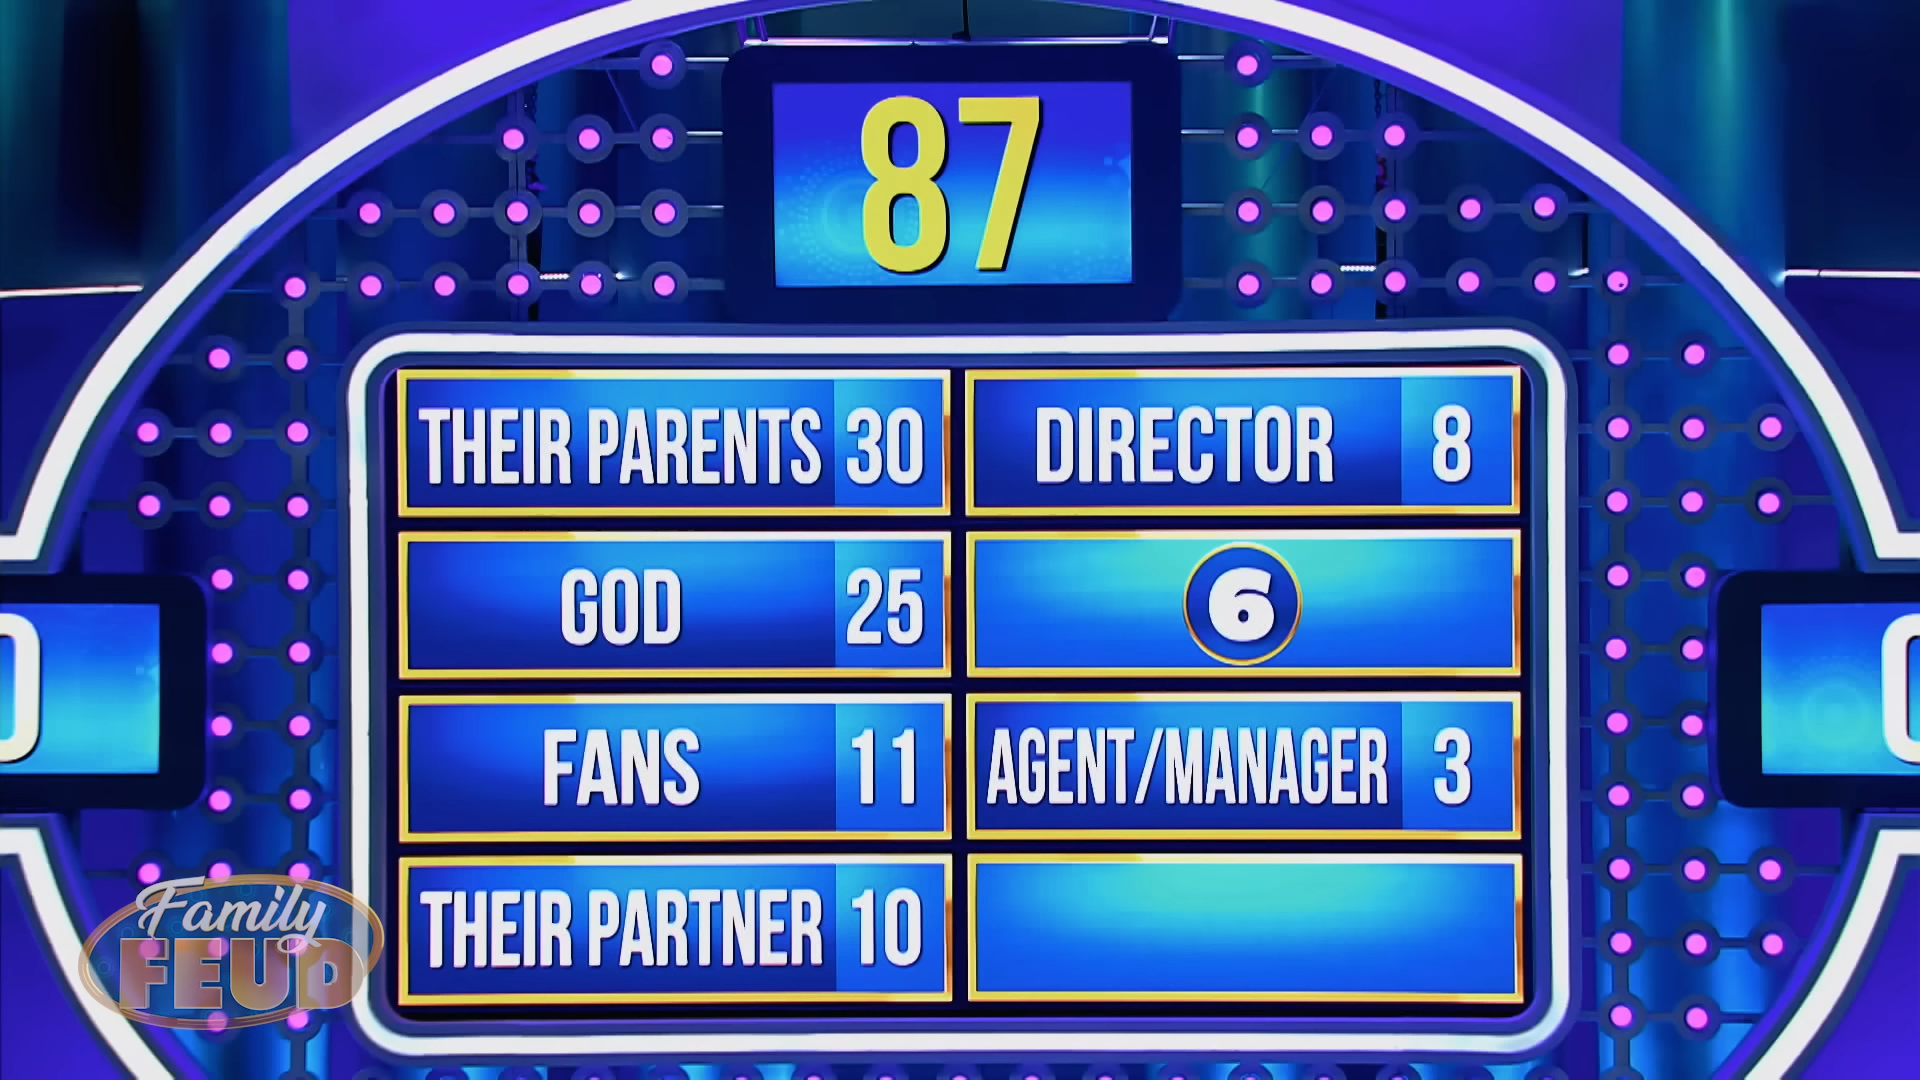 87
THEIR PARENTS 30
GOD 25
FANS 11
THEIR PARTNER 10
DIRECTOR 8
6
AGENT/MANAGER 3
Family
FEUD